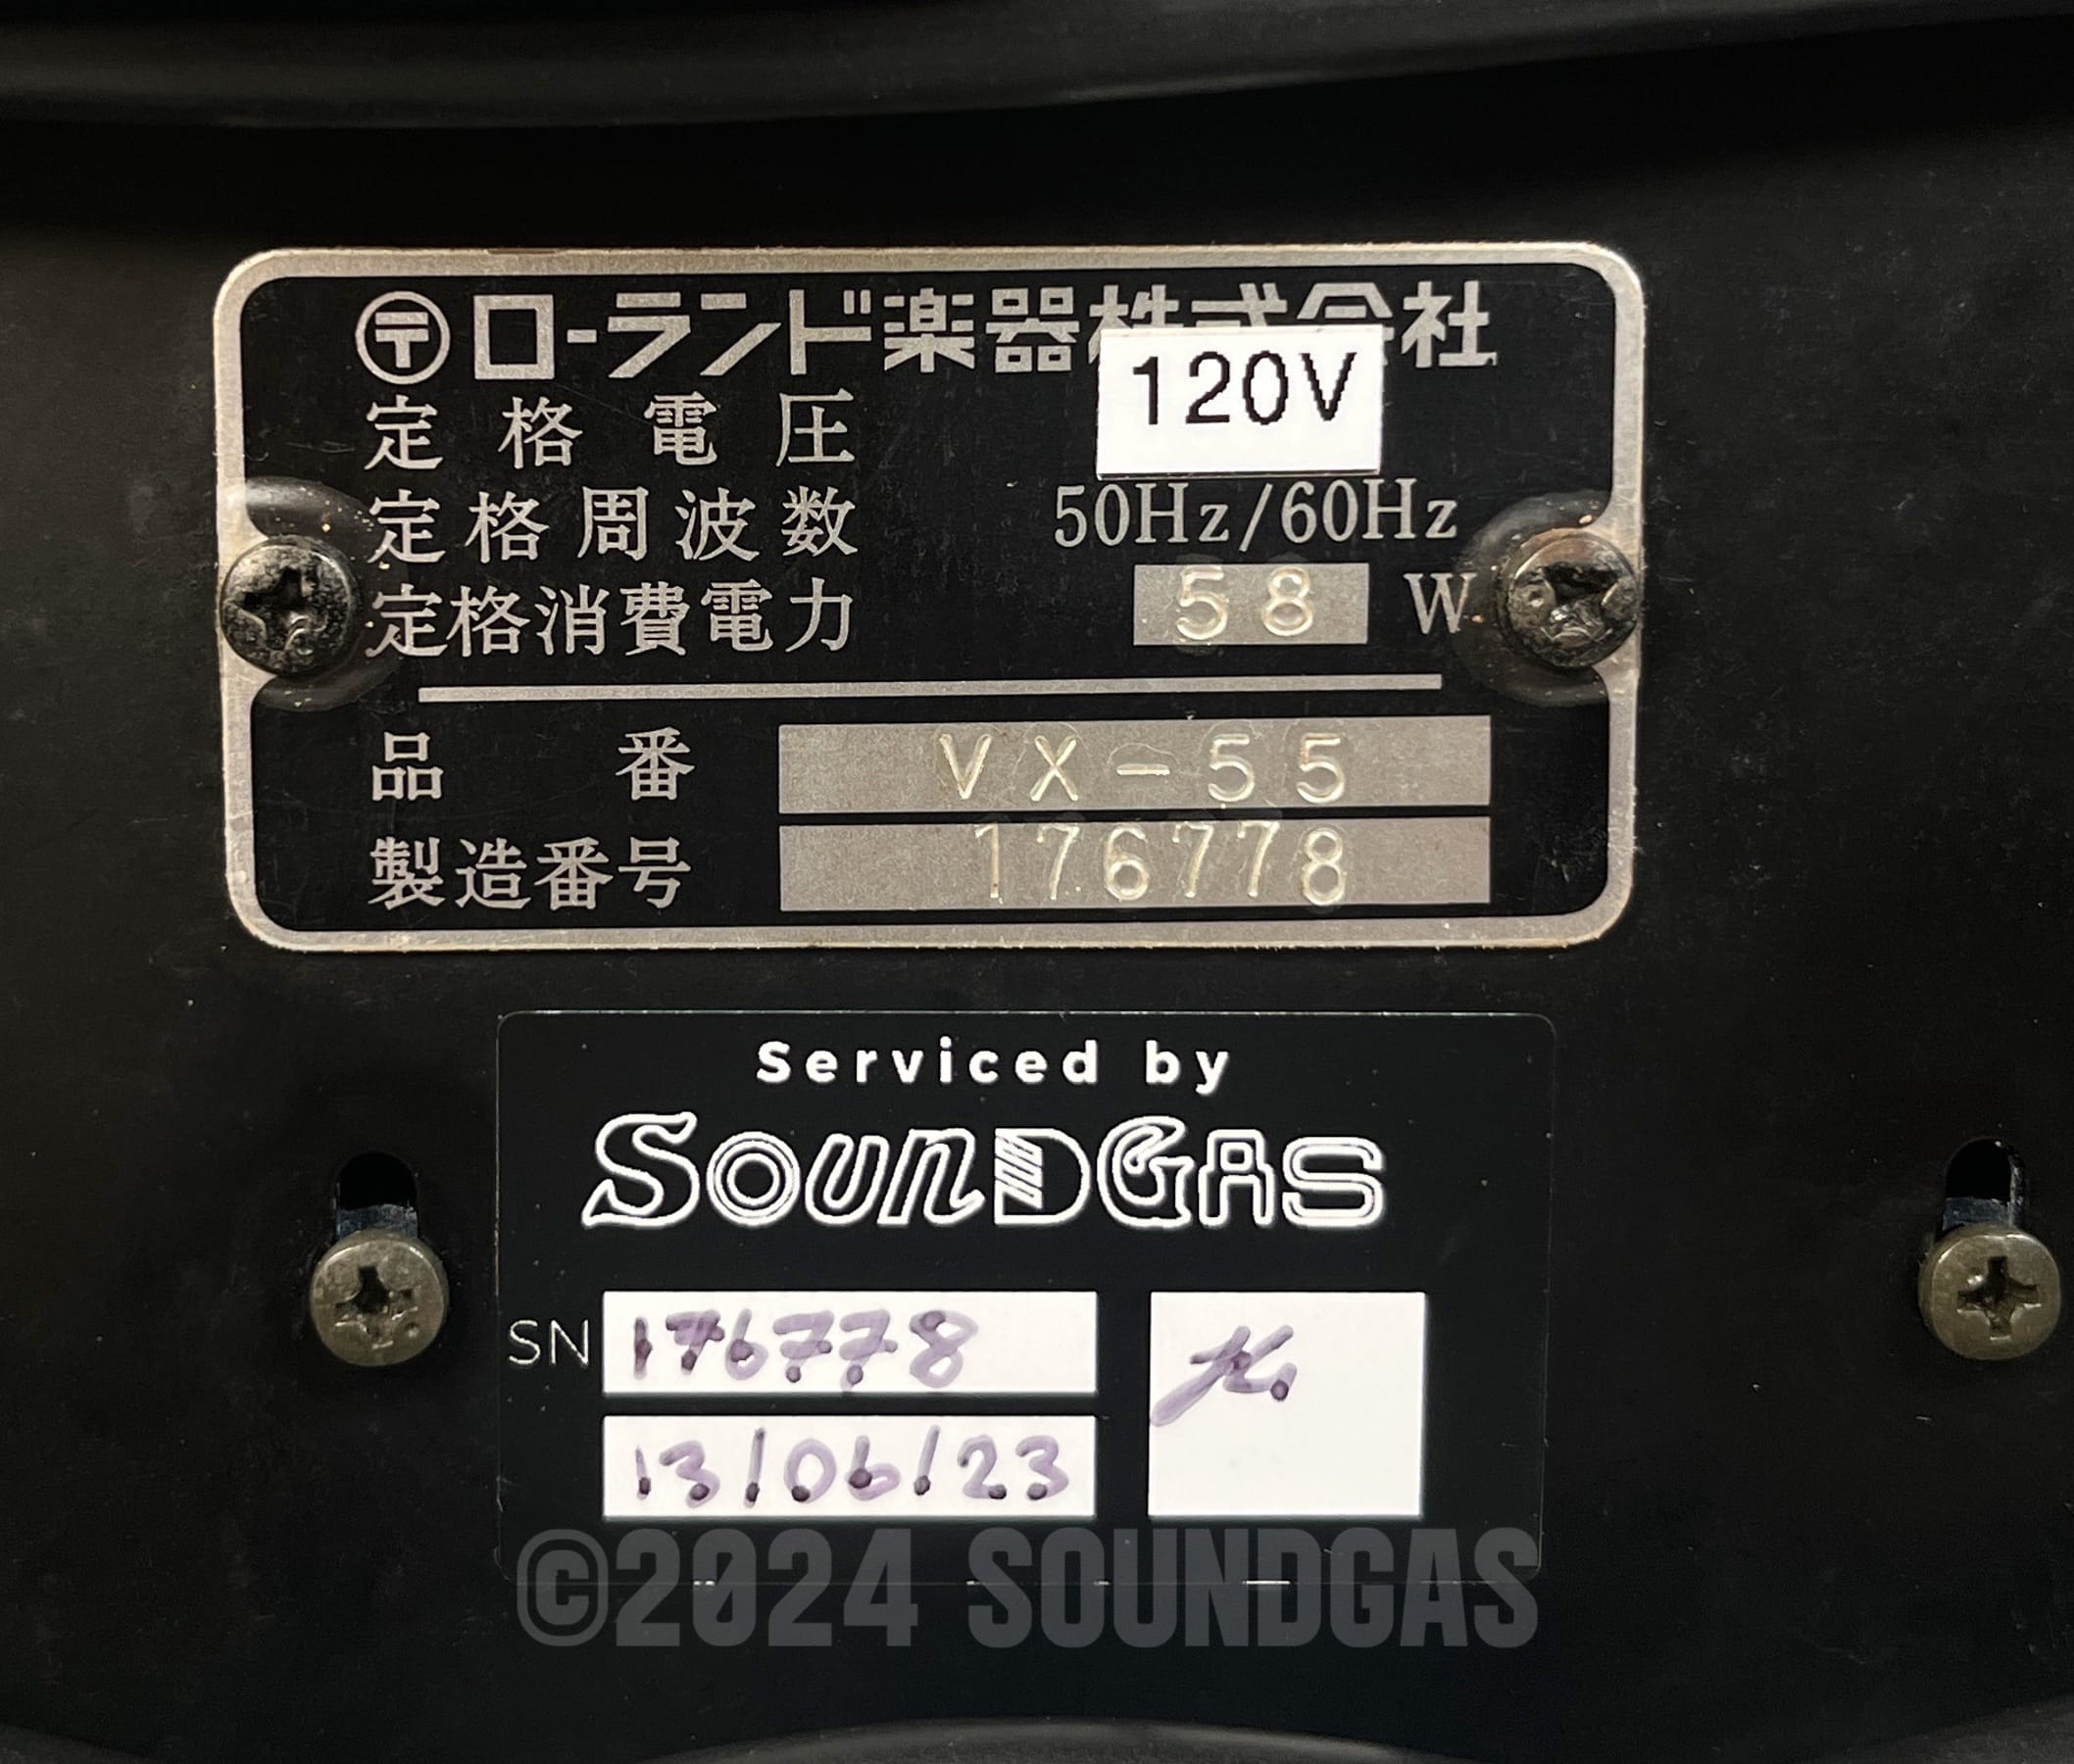 〶 ローランド楽器株式会社
定格電圧 120V
定格周波数 50Hz/60Hz
定格消費電力 58 W
品番 VX-55
製造番号 176778
Serviced by
SOUNDGAS
SN 176778
13/06/23
©2024 SOUNDGAS